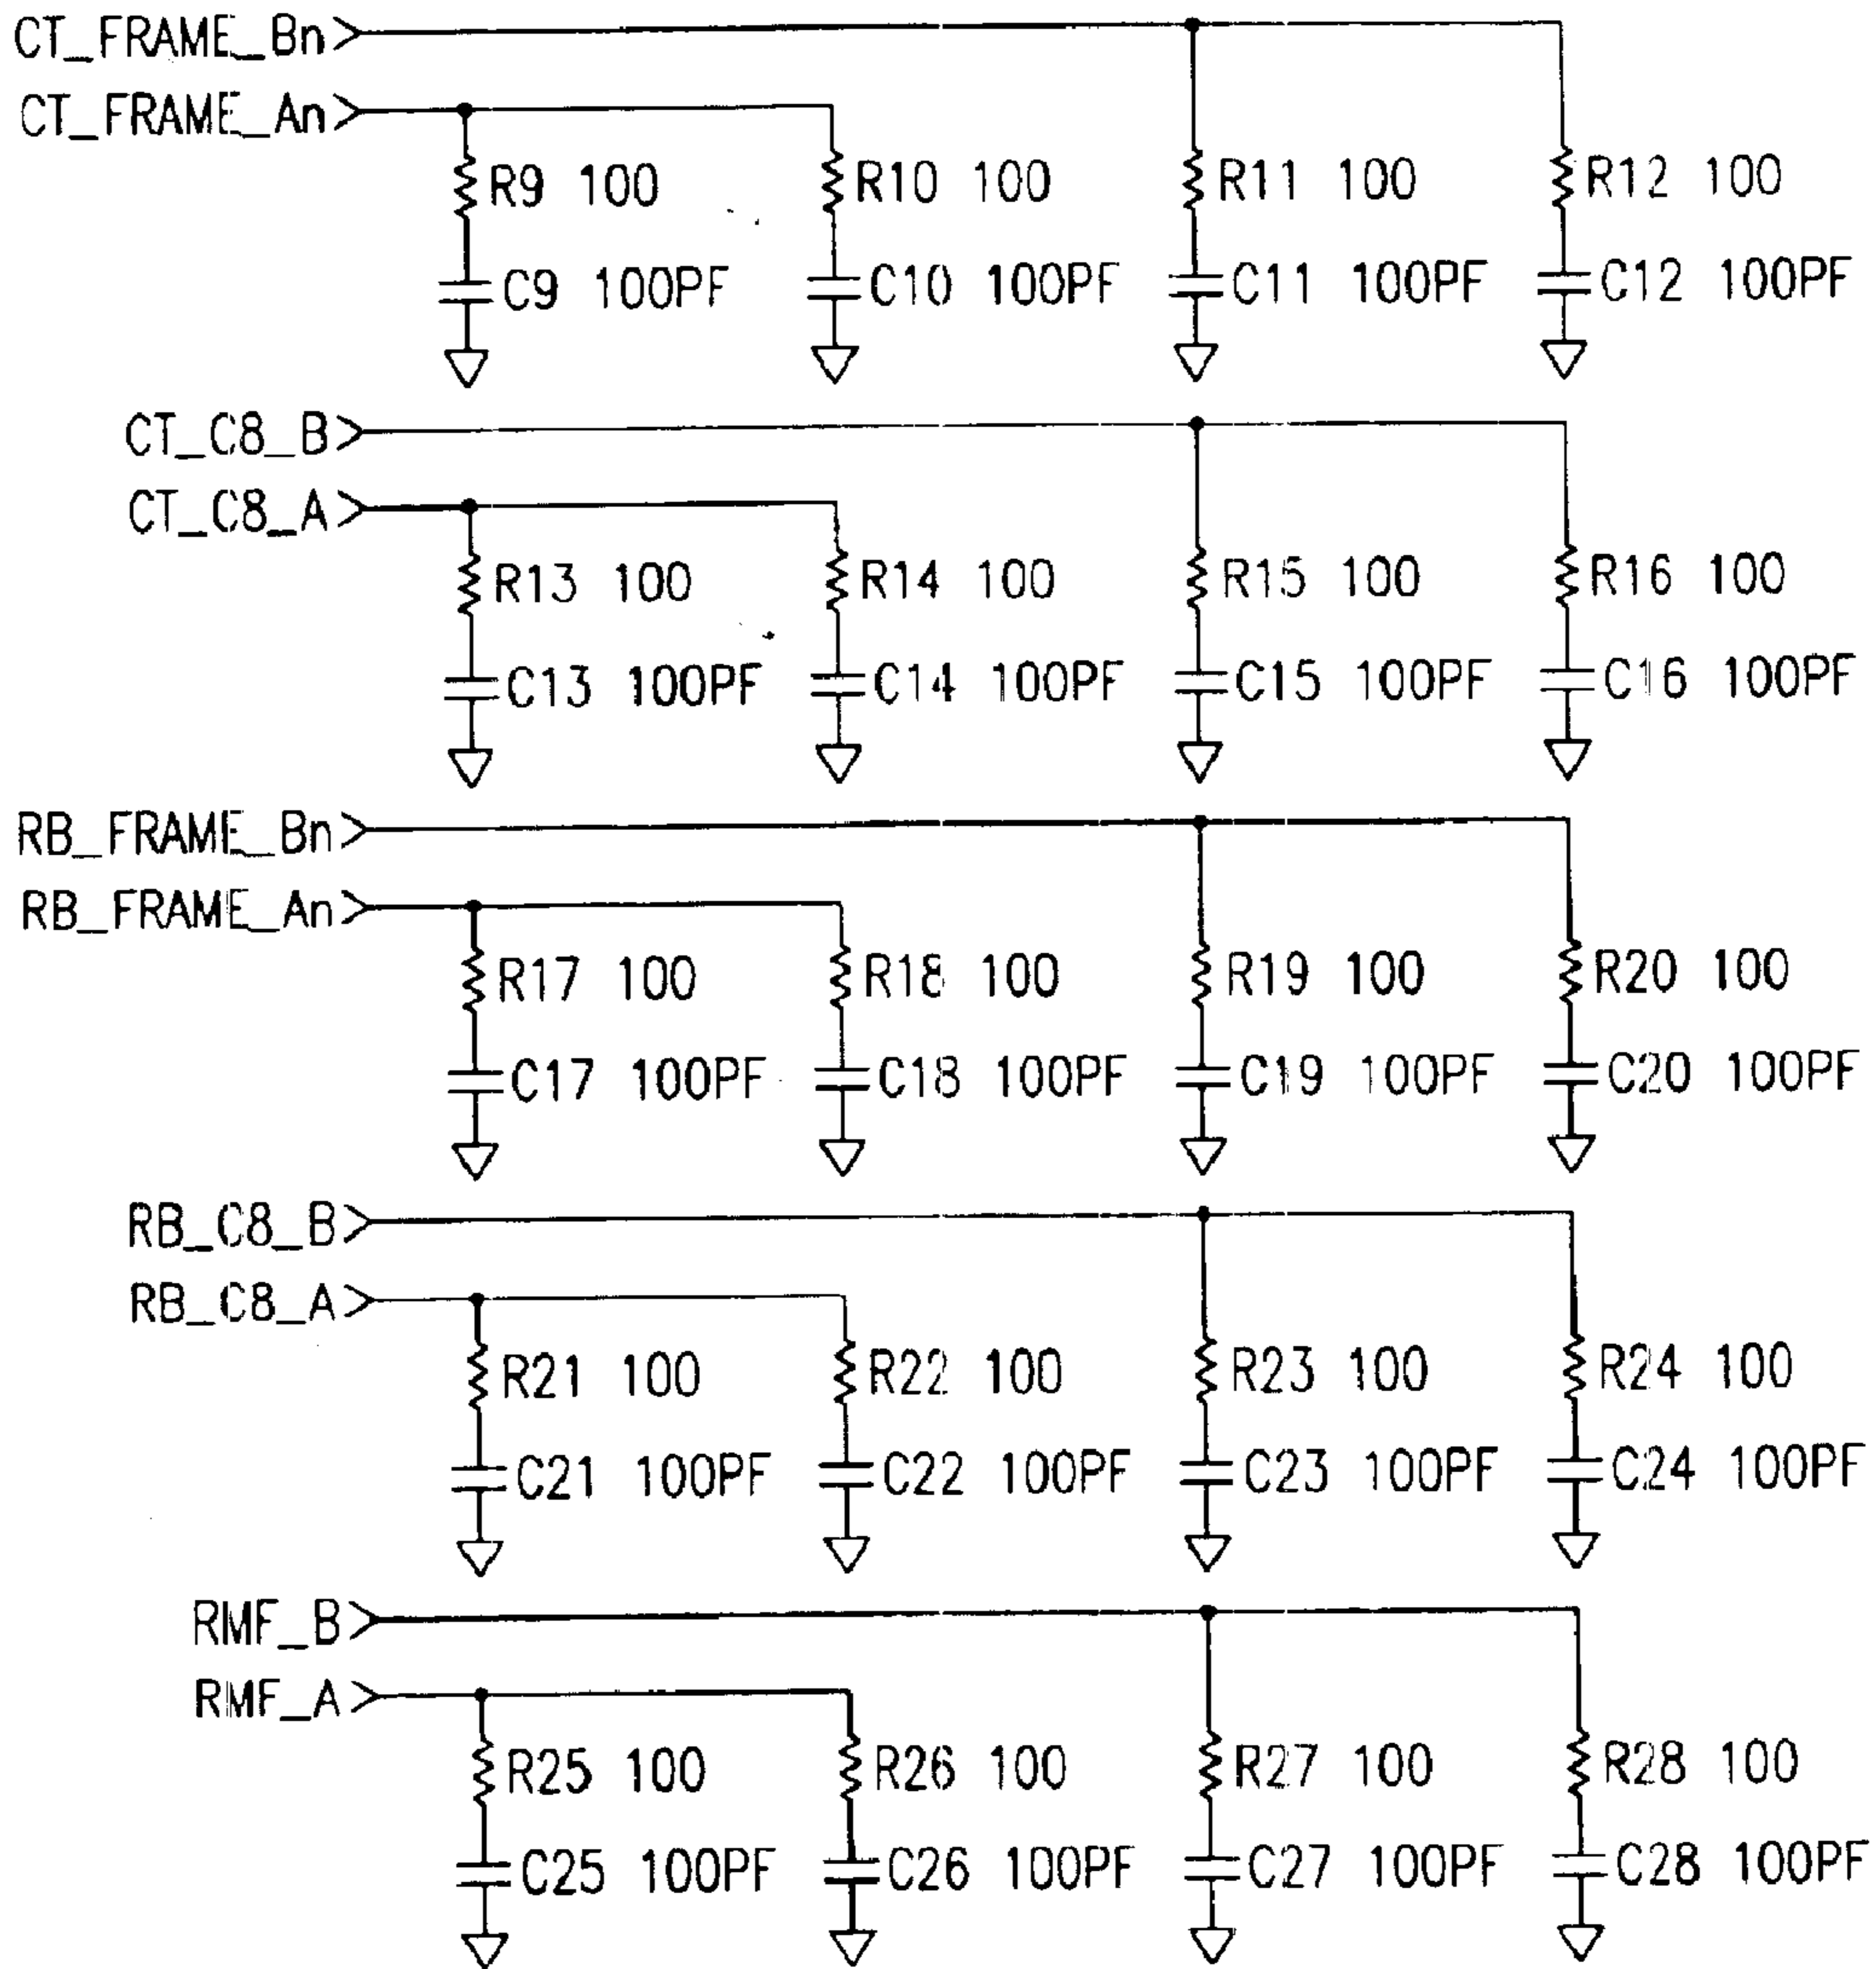 CT_FRAME_Bn
CT_FRAME_An
R9 100
R10 100
R11 100
R12 100
C9 100PF
C10 100PF
C11 100PF
C12 100PF
CT_C8_B
CT_C8_A
R13 100
R14 100
R15 100
R16 100
C13 100PF
C14 100PF
C15 100PF
C16 100PF
RB_FRAME_Bn
RB_FRAME_An
R17 100
R18 100
R19 100
R20 100
C17 100PF
C18 100PF
C19 100PF
C20 100PF
RB_C8_B
RB_C8_A
R21 100
R22 100
R23 100
R24 100
C21 100PF
C22 100PF
C23 100PF
C24 100PF
RMF_B
RMF_A
R25 100
R26 100
R27 100
R28 100
C25 100PF
C26 100PF
C27 100PF
C28 100PF